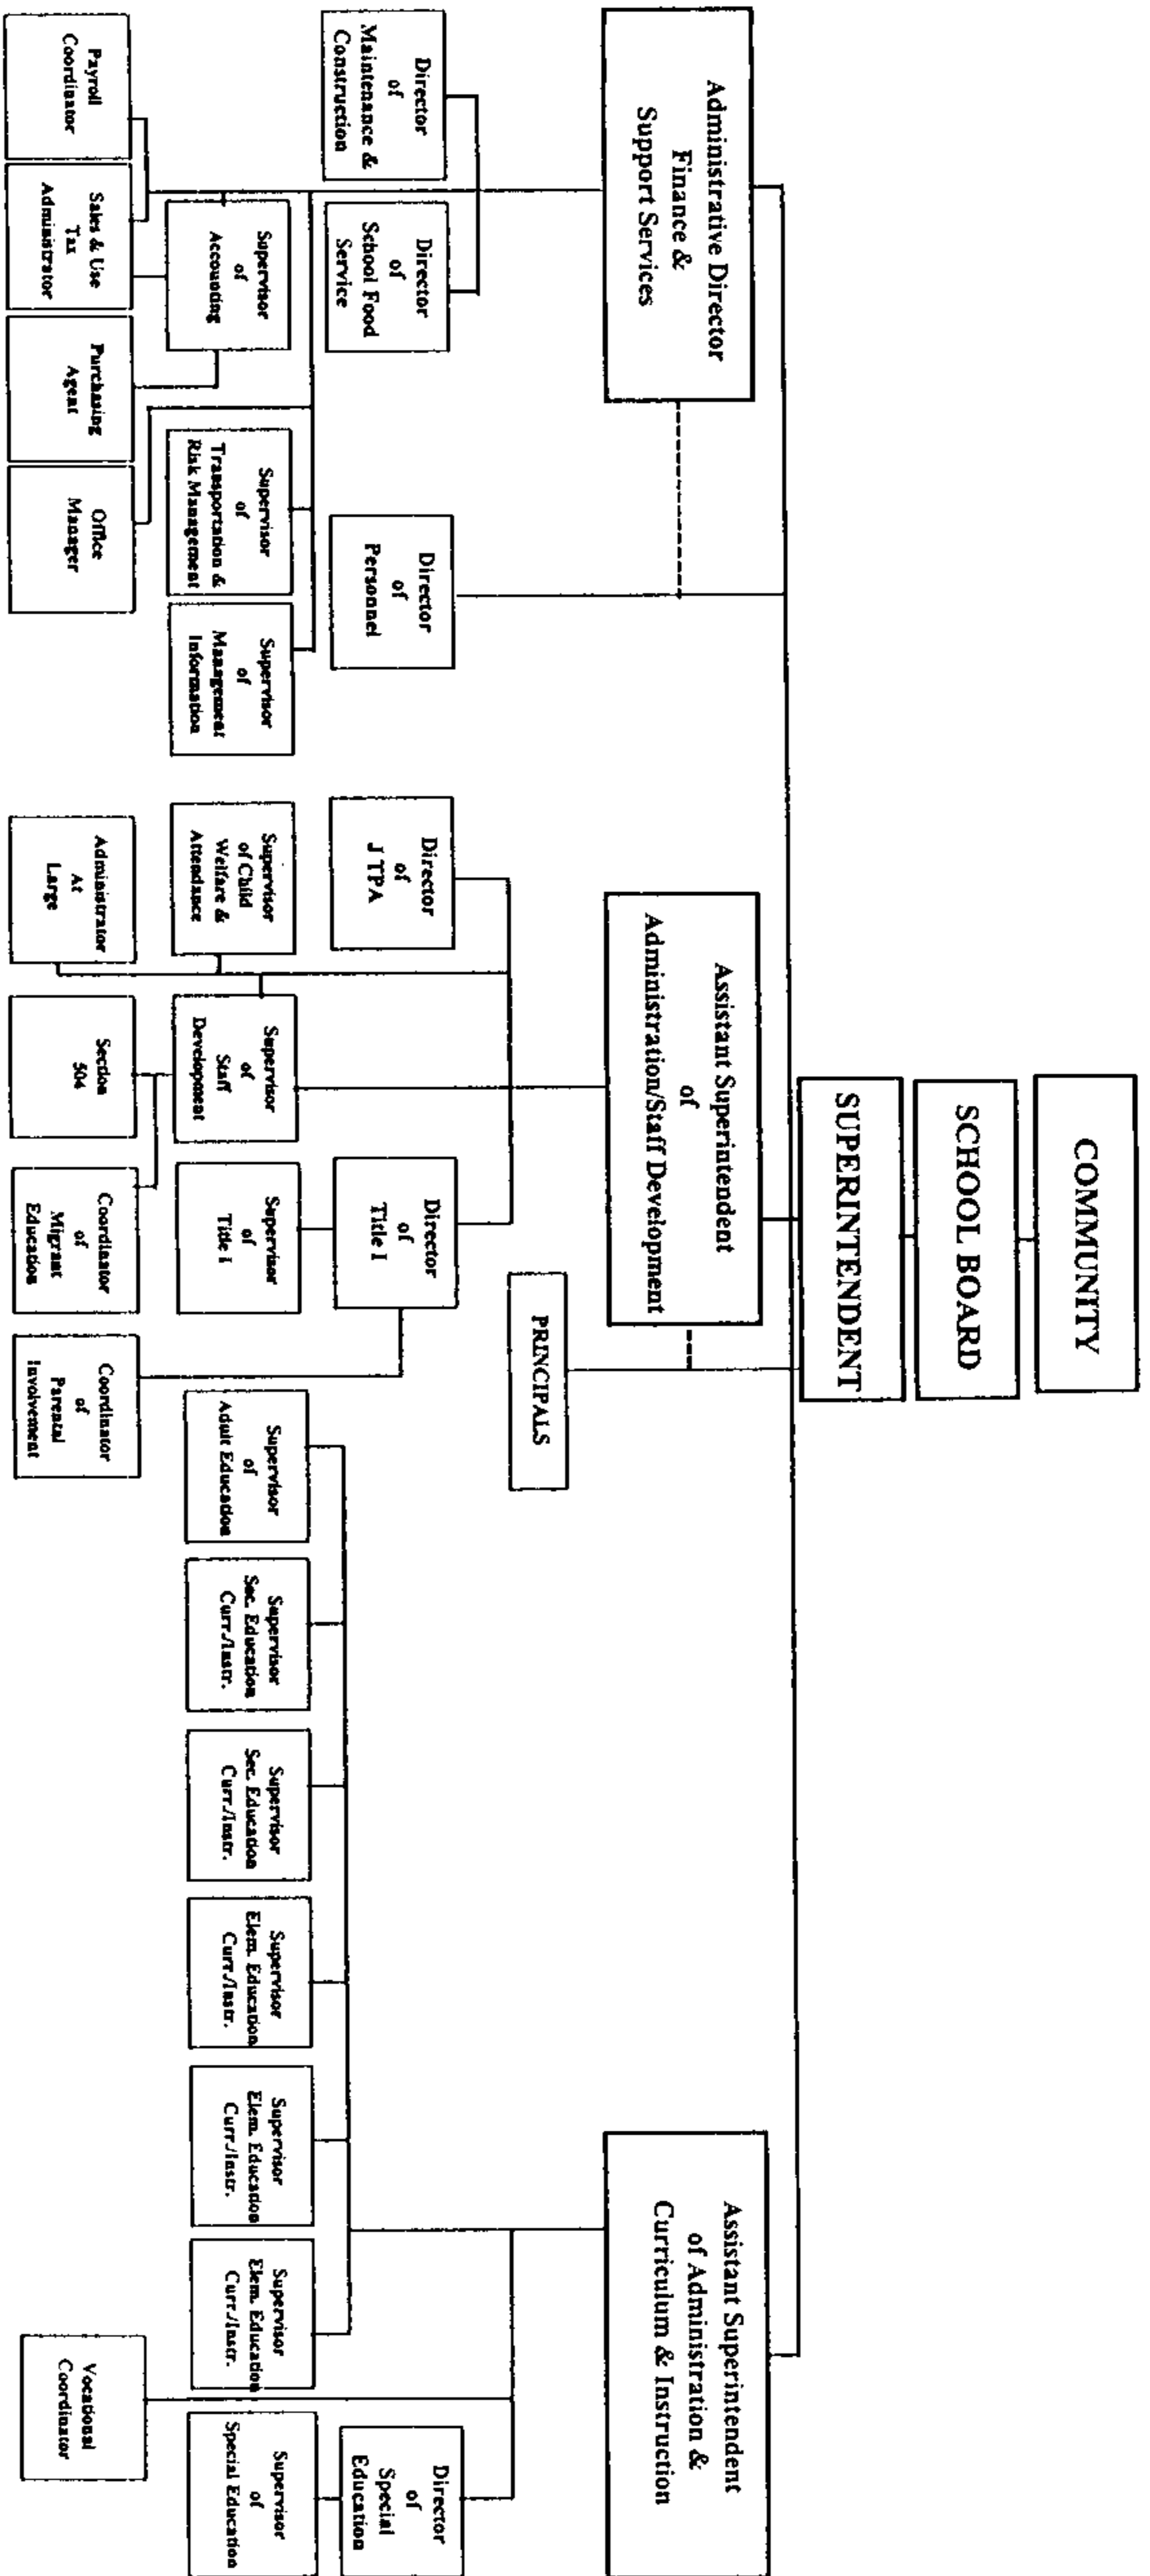 COMMUNITY
SCHOOL BOARD
SUPERINTENDENT
Administrative Director
Finance &
Support Services
Assistant Superintendent
of
Administration/Staff Development
Assistant Superintendent
of Administration &
Curriculum & Instruction
PRINCIPALS
Director
of
Maintenance &
Construction
Director
of
School Food
Service
Director
of
Personnel
Director
of
J TPA
Director
of
Title I
Director
of
Special
Education
Supervisor
of
Accounting
Supervisor
of
Transportation &
Risk Management
Supervisor
of
Management
Information
Supervisor
of Child
Welfare &
Attendance
Supervisor
of
Staff
Development
Supervisor
of
Title I
Supervisor
of
Adult Education
Supervisor
Sec. Education
Curr./Instr.
Supervisor
Sec. Education
Curr./Instr.
Supervisor
Elem. Education
Curr./Instr.
Supervisor
Elem. Education
Curr./Instr.
Supervisor
Elem. Education
Curr./Instr.
Supervisor
of
Special Education
Payroll
Coordinator
Sales & Use
Tax
Administrator
Purchasing
Agent
Office
Manager
Administrator
At
Large
Section
504
Coordinator
of
Migrant
Education
Coordinator
of
Parental
Involvement
Vocational
Coordinator